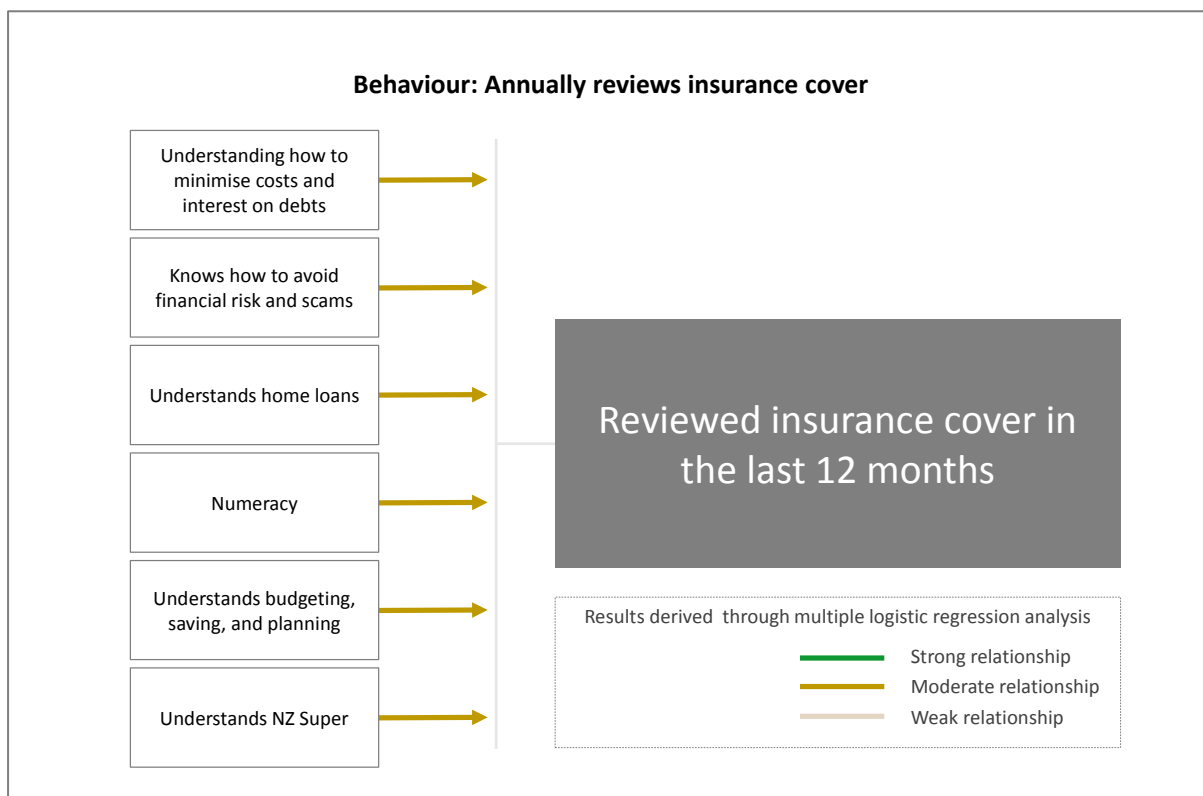 Behaviour: Annually reviews insurance cover
Understanding how to
minimise costs and
interest on debts
Knows how to avoid
financial risk and scams
Understands home loans
Numeracy
Understands budgeting,
saving, and planning
Understands NZ Super
Reviewed insurance cover in
the last 12 months
Results derived through multiple logistic regression analysis
Strong relationship
Moderate relationship
Weak relationship